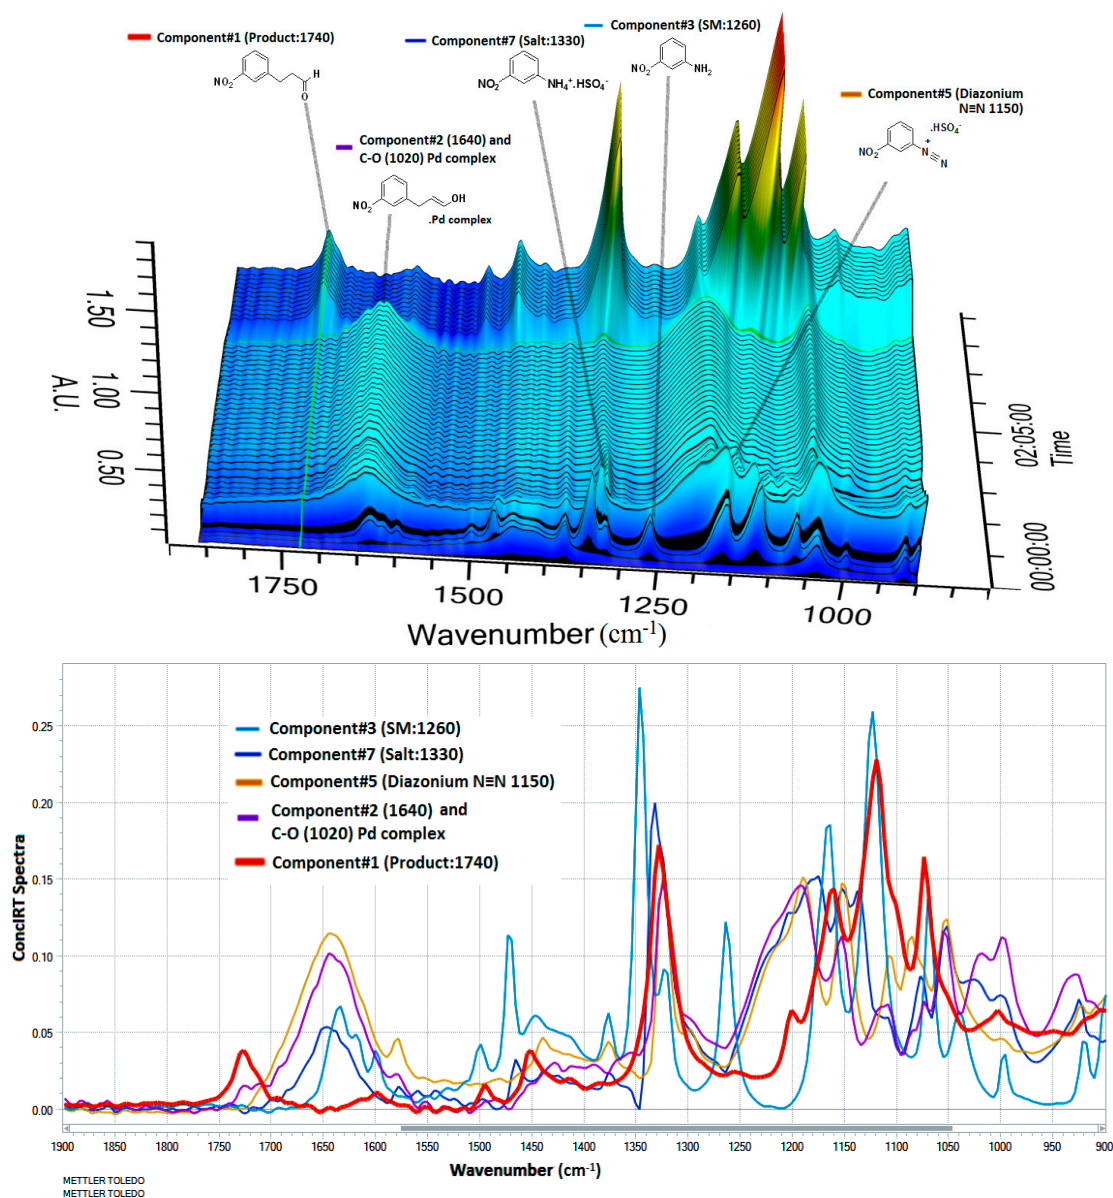 Component#3 (SM:1260)
Component#1 (Product:1740)
Component#7 (Salt:1330)
NO2
NH2
H
O
NO2
NH4+.HSO4-
Component#5 (Diazonium
N≡N 1150)
.HSO4-
NO2
N+≡N
Component#2 (1640) and
C-O (1020) Pd complex
NO2
OH
.Pd complex
1.50
1.00
0.50
A.U.
02:05:00
00:00:00
Time
1750
1500
1250
1000
Wavenumber (cm-1)
Component#3 (SM:1260)
Component#7 (Salt:1330)
Component#5 (Diazonium N≡N 1150)
Component#2 (1640) and
C-O (1020) Pd complex
Component#1 (Product:1740)
ConcIRT Spectra
0.25
0.20
0.15
0.10
0.05
0.00
1900 1850 1800 1750 1700 1650 1600 1550 1500 1450 1400 1350 1300 1250 1200 1150 1100 1050 1000 950 900
Wavenumber (cm-1)
METTLER TOLEDO
METTLER TOLEDO